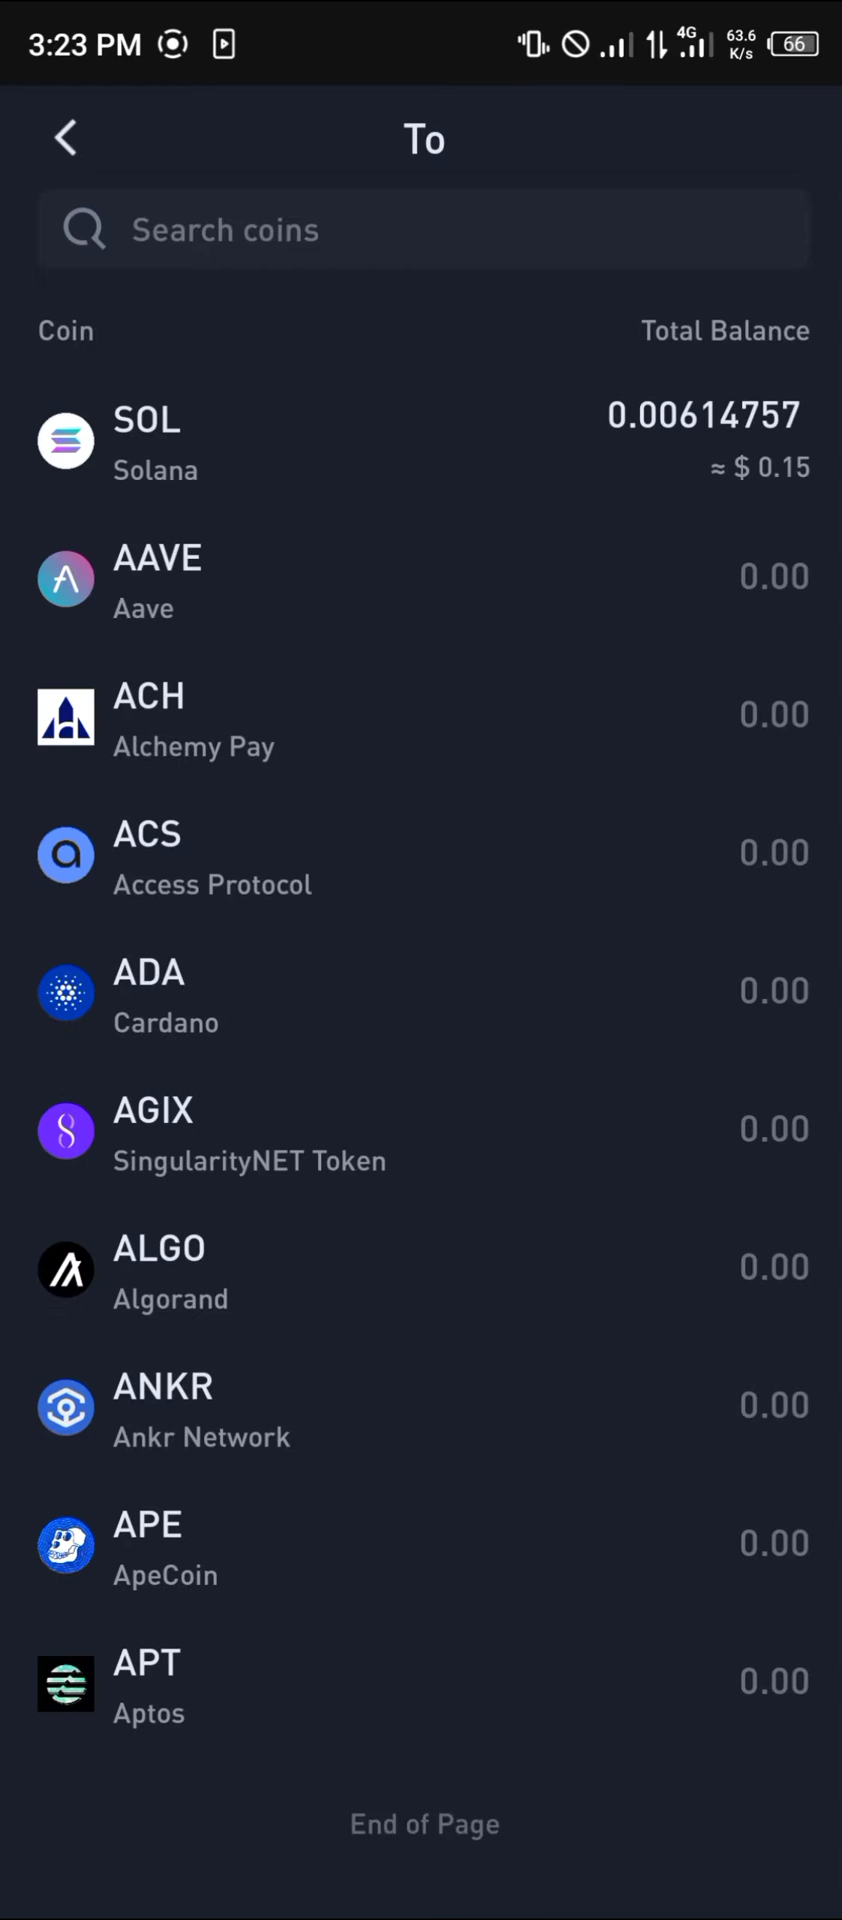 3:23 PM
4G
63.6
K/s
66
To
Search coins
Coin
Total Balance
SOL
0.00614757
Solana
≈ $ 0.15
AAVE
0.00
Aave
ACH
0.00
Alchemy Pay
ACS
0.00
Access Protocol
ADA
0.00
Cardano
AGIX
0.00
SingularityNET Token
ALGO
0.00
Algorand
ANKR
0.00
Ankr Network
APE
0.00
ApeCoin
APT
0.00
Aptos
End of Page